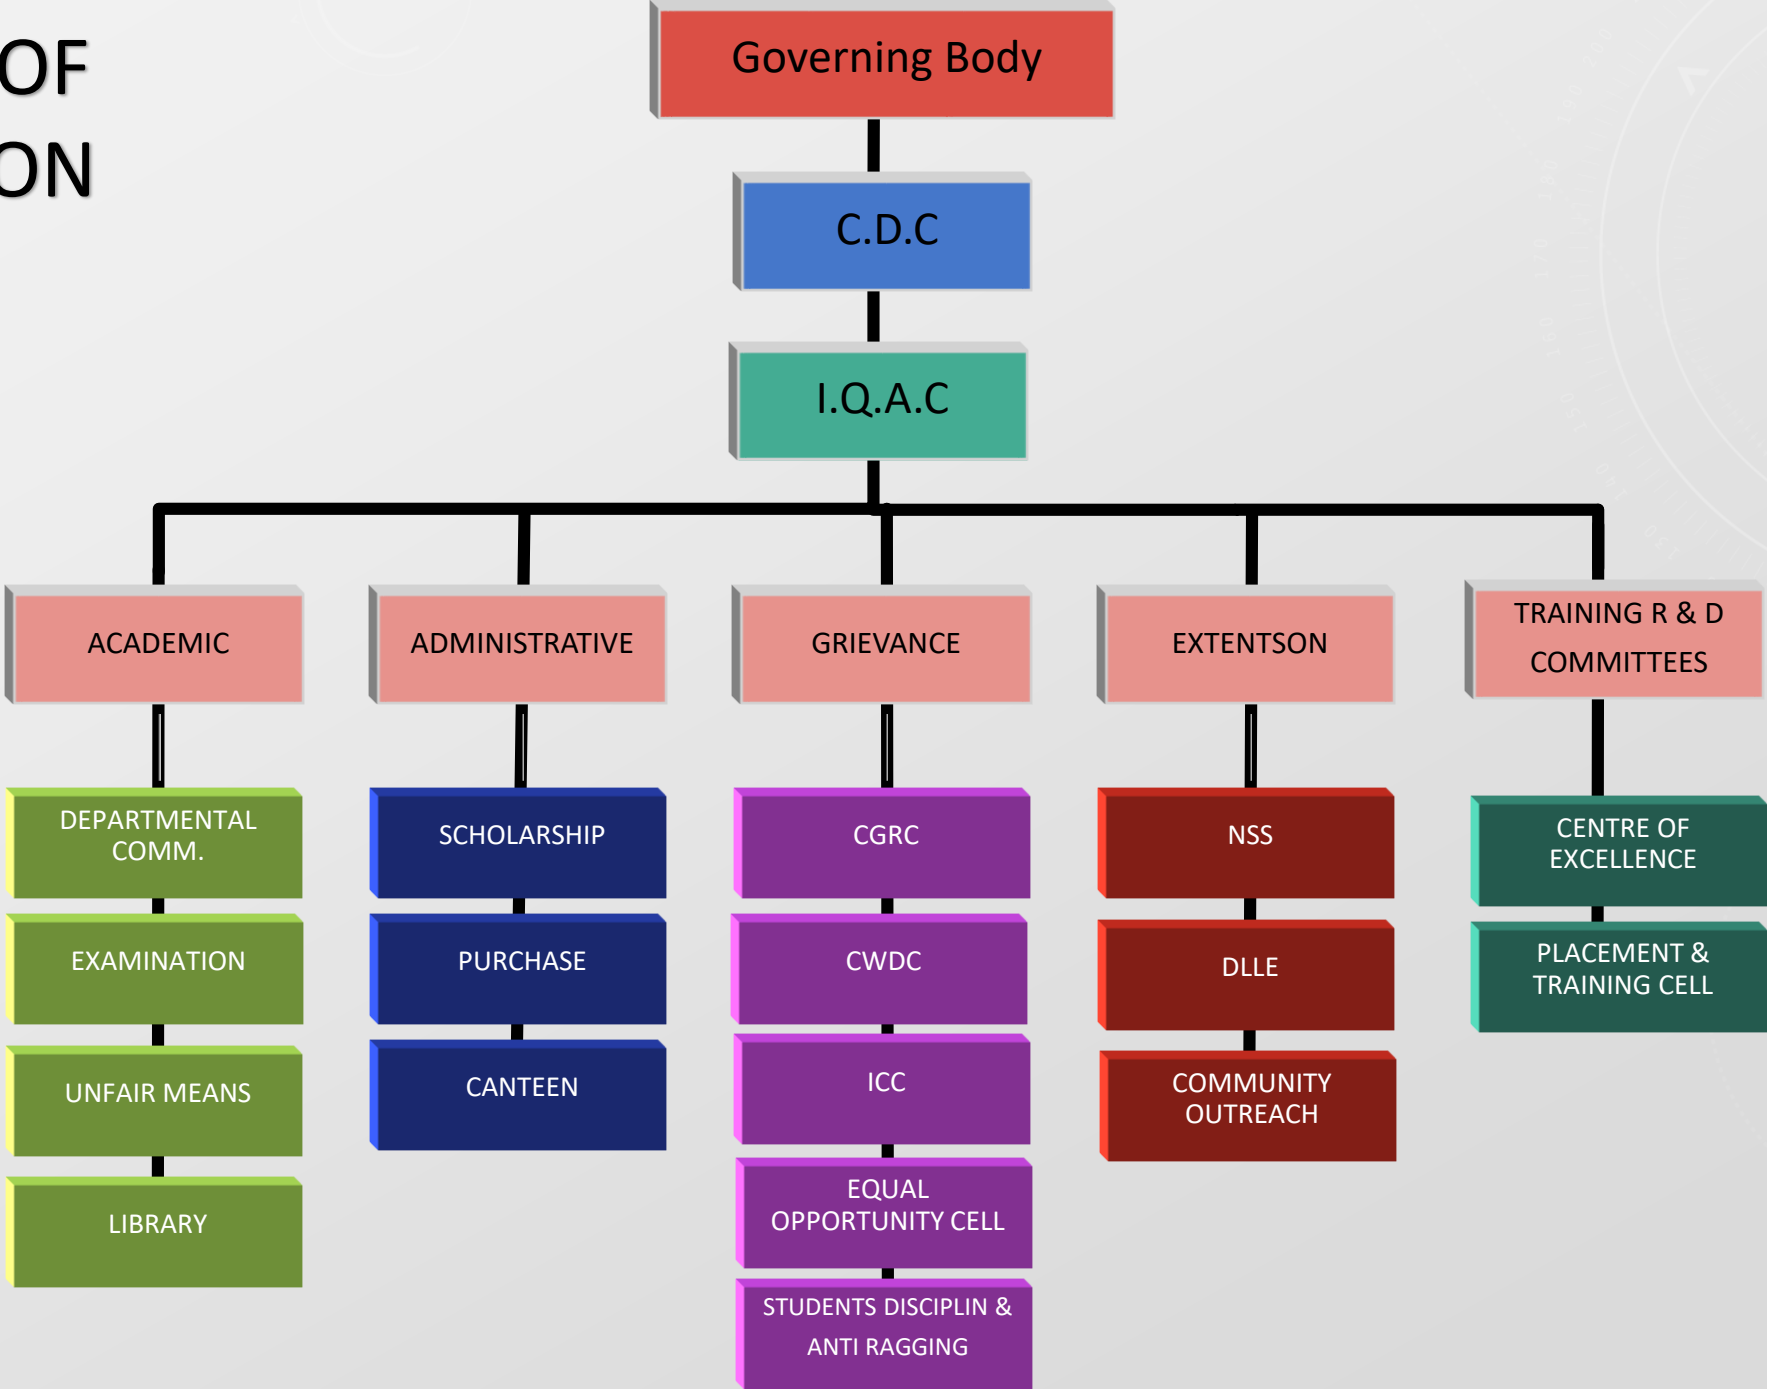 OF
ON
Governing Body
C.D.C
I.Q.A.C
ACADEMIC
ADMINISTRATIVE
GRIEVANCE
EXTENTSON
TRAINING R & D
COMMITTEES
DEPARTMENTAL
COMM.
EXAMINATION
UNFAIR MEANS
LIBRARY
SCHOLARSHIP
PURCHASE
CANTEEN
CGRC
CWDC
ICC
EQUAL
OPPORTUNITY CELL
STUDENTS DISCIPLIN &
ANTI RAGGING
NSS
DLLE
COMMUNITY
OUTREACH
CENTRE OF
EXCELLENCE
PLACEMENT &
TRAINING CELL